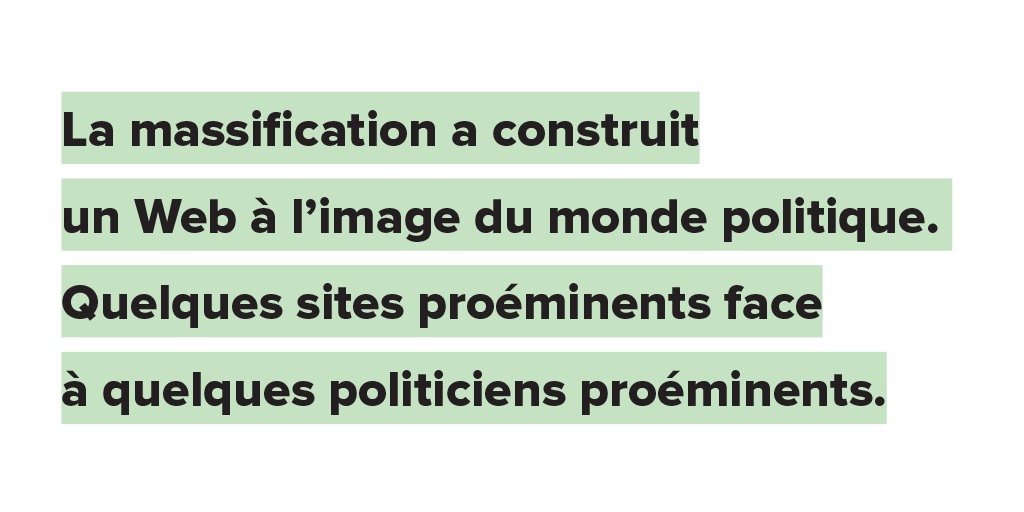 La massification a construit
un Web à l’image du monde politique.
Quelques sites proéminents face
à quelques politiciens proéminents.